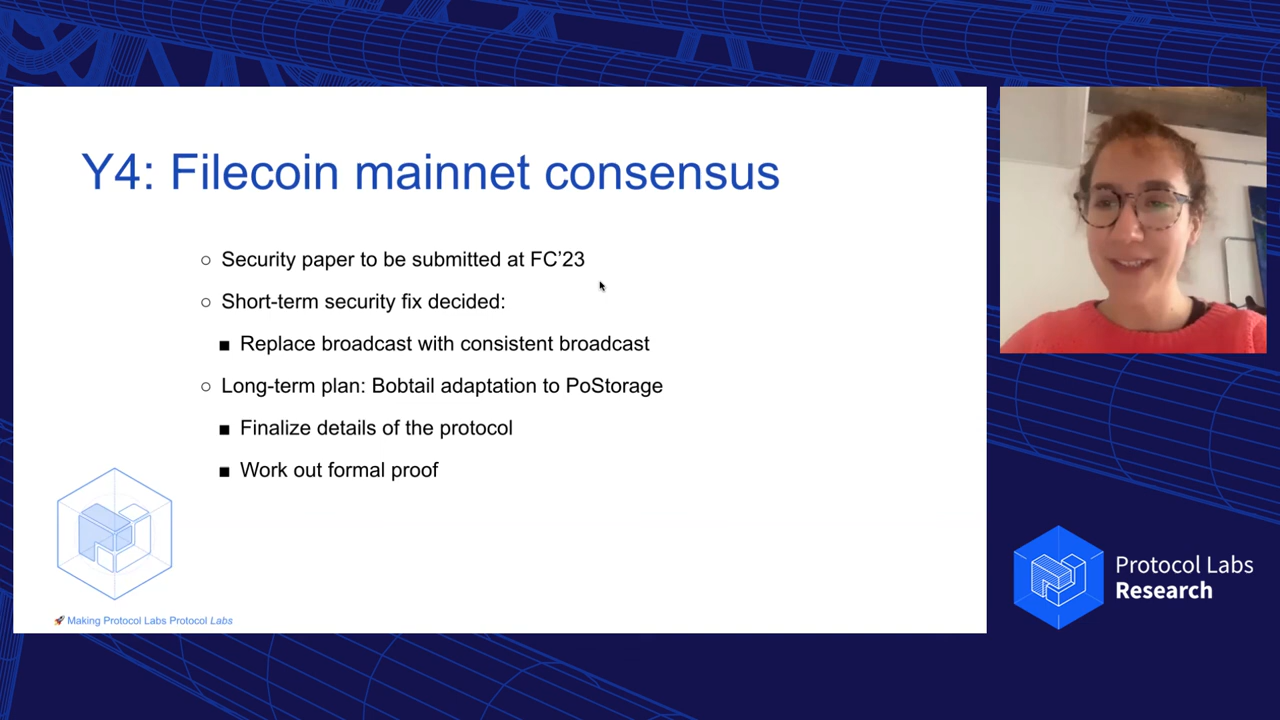 Y4: Filecoin mainnet consensus
Security paper to be submitted at FC’23
Short-term security fix decided:
Replace broadcast with consistent broadcast
Long-term plan: Bobtail adaptation to PoStorage
Finalize details of the protocol
Work out formal proof
🚀 Making Protocol Labs Protocol Labs
Protocol Labs
Research